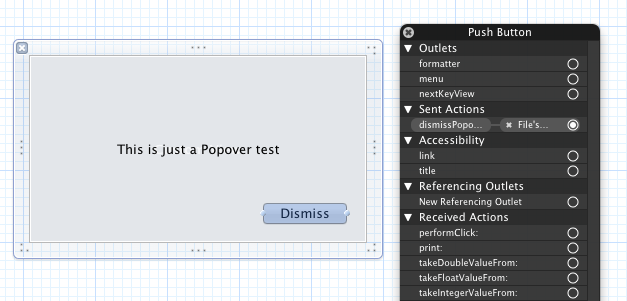 This is just a Popover test
Dismiss
Push Button
Outlets
formatter
menu
nextKeyView
Sent Actions
dismissPopo... File's...
Accessibility
link
title
Referencing Outlets
New Referencing Outlet
Received Actions
performClick:
print:
takeDoubleValueFrom:
takeFloatValueFrom:
takeIntegerValueFrom: